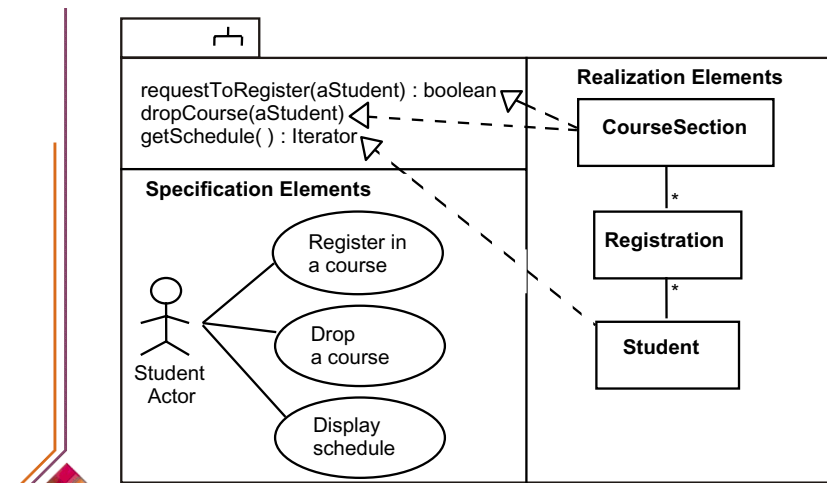 requestToRegister(aStudent) : boolean
dropCourse(aStudent)
getSchedule( ) : Iterator
Specification Elements
Register in
a course
Drop
a course
Display
schedule
Student
Actor
Realization Elements
CourseSection
*
Registration
*
Student